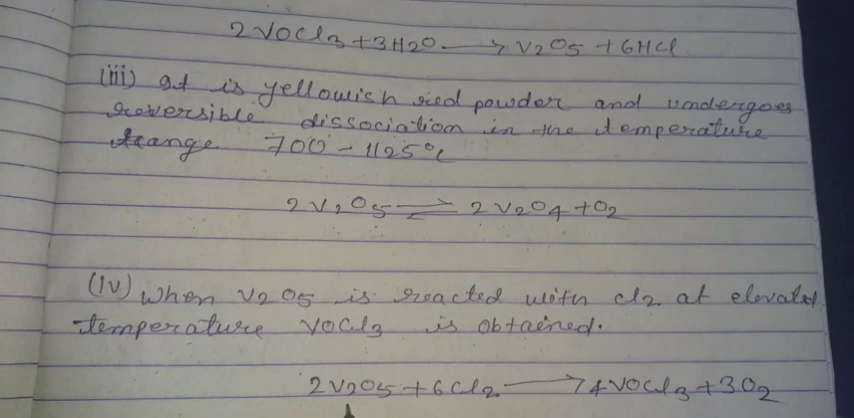 2VOCl3 + 3H2O → V2O5 + 6HCl
(iii) It is yellowish red powder and undergoes
reversible dissociation in the temperature
range 700 - 1125°C
2V2O5 ⇌ 2V2O4 + O2
(iv) When V2O5 is reacted with Cl2 at elevated
temperature VOCl3 is obtained.
2V2O5 + 6Cl2 → 4VOCl3 + 3O2